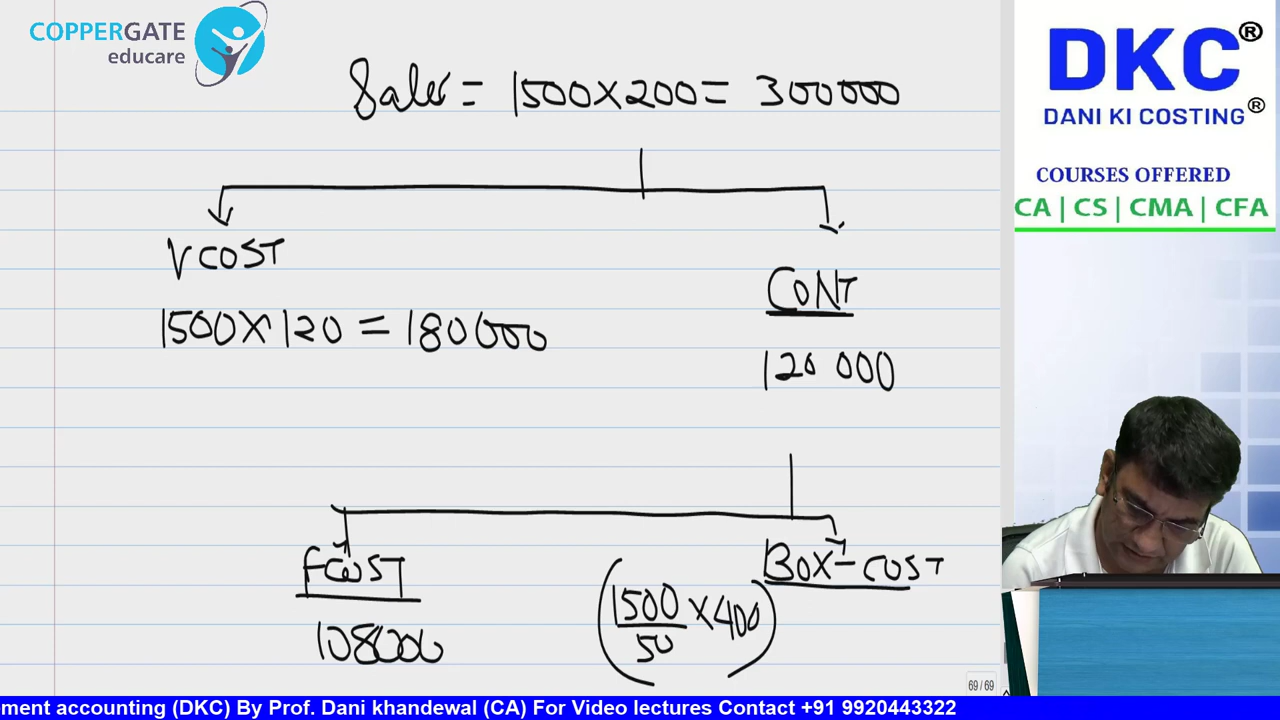 COPPERGATE
educare
Sales = 1500×200= 300000
V COST
1500×120 = 180000
CONT
120 000
F COST
108000
BOX-COST
(1500/50 ×400)
69/69
DKC®
DANI KI COSTING®
COURSES OFFERED
CA | CS | CMA | CFA
ment accounting (DKC) By Prof. Dani khandewal (CA) For Video lectures Contact +91 9920443322